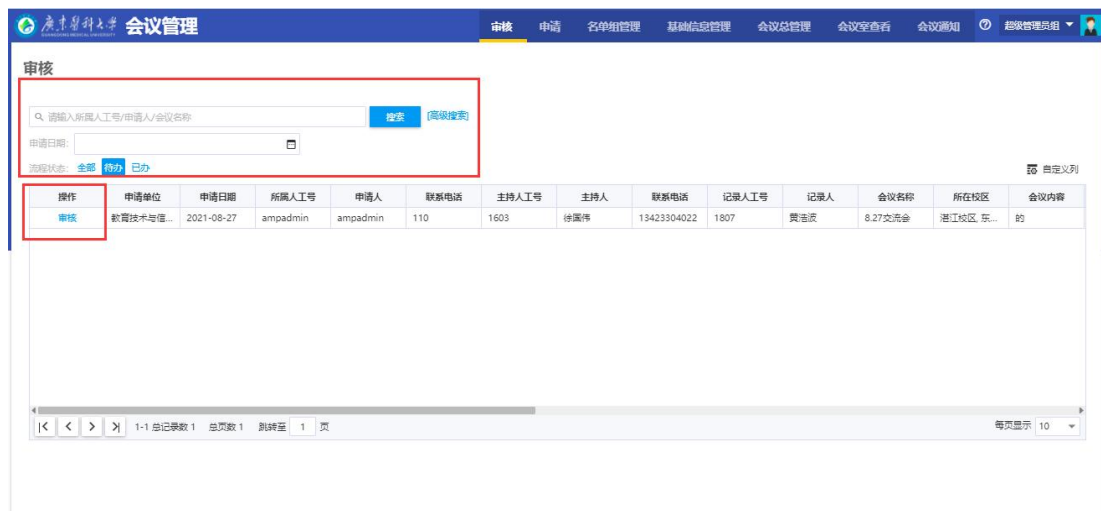 广东医科大学 会议管理 审核 申请 名单组管理 基础信息管理 会议总管理 会议室查看 会议通知 超级管理员组
GUANGDONG MEDICAL UNIVERSITY
审核
请输入所属人工号/申请人/会议名称 搜索 [高级搜索]
申请日期:
流程状态: 全部 待办 已办 自定义列
操作 申请单位 申请日期 所属人工号 申请人 联系电话 主持人工号 主持人 联系电话 记录人工号 记录人 会议名称 所在校区 会议内容
审核 教育技术与信... 2021-08-27 ampadmin ampadmin 110 1603 徐国伟 13423304022 1807 黄浩波 8.27交流会 湛江校区, 东... 的
1-1 总记录数 1 总页数 1 跳转至 1 页 每页显示 10